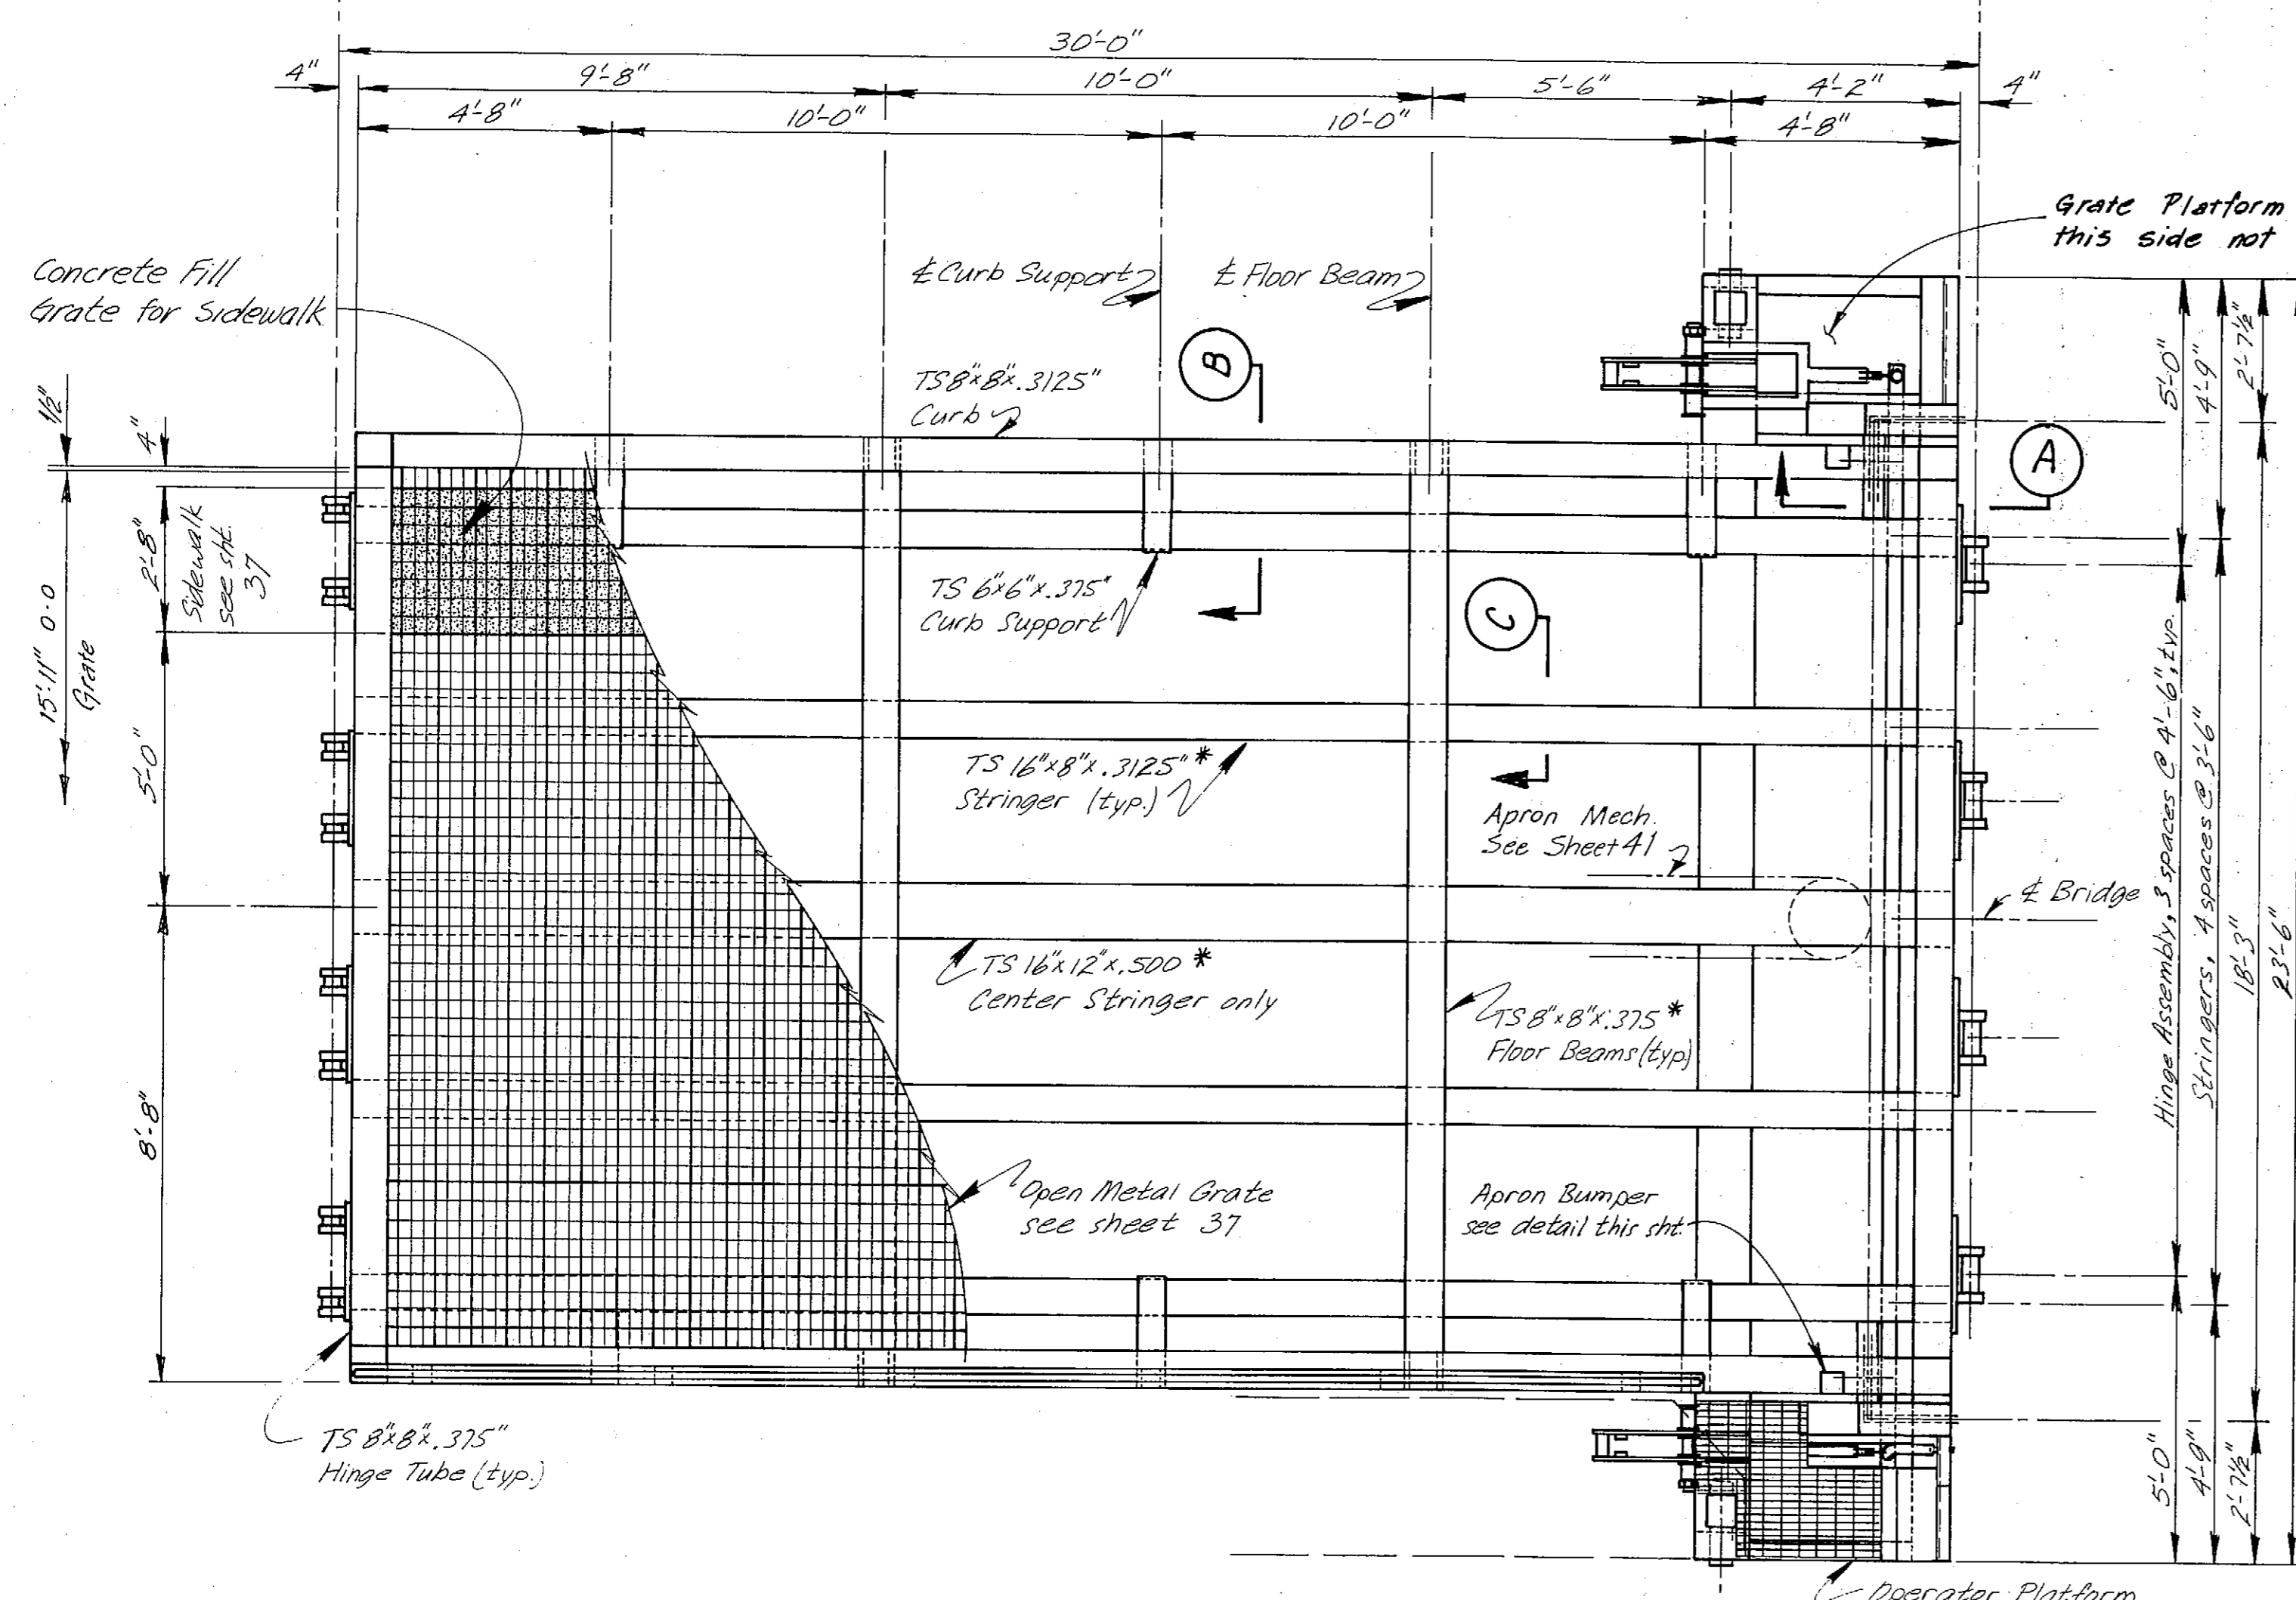 30'-0"
4" 9'-8" 10'-0" 5'-6" 4'-2" 4"
4'-8" 10'-0" 10'-0" 4'-8"
Grate Platform
this side not
Concrete Fill
Grate for Sidewalk
℄ Curb Support
℄ Floor Beam
TS 8"x8"x.3125"
Curb
B
A
1/2"
4"
15'-11" 0-0
Grate
2'-8"
Sidewalk
see sht.
37
5'-0"
8'-8"
TS 6"x6"x.375"
Curb Support
C
TS 16"x8"x.3125" *
Stringer (typ.)
Apron Mech.
See Sheet 41
℄ Bridge
TS 16"x12"x.500 *
Center Stringer only
TS 8"x8"x.375 *
Floor Beams (typ)
Open Metal Grate
see sheet 37
Apron Bumper
see detail this sht.
TS 8"x8"x.375"
Hinge Tube (typ.)
5'-0"
4'-9"
2'-7½"
Hinge Assembly, 3 spaces @ 4'-6", typ.
Stringers, 4 spaces @ 3'-6"
18'-3"
23'-6"
5'-0"
4'-9"
2'-7½"
Operator Platform